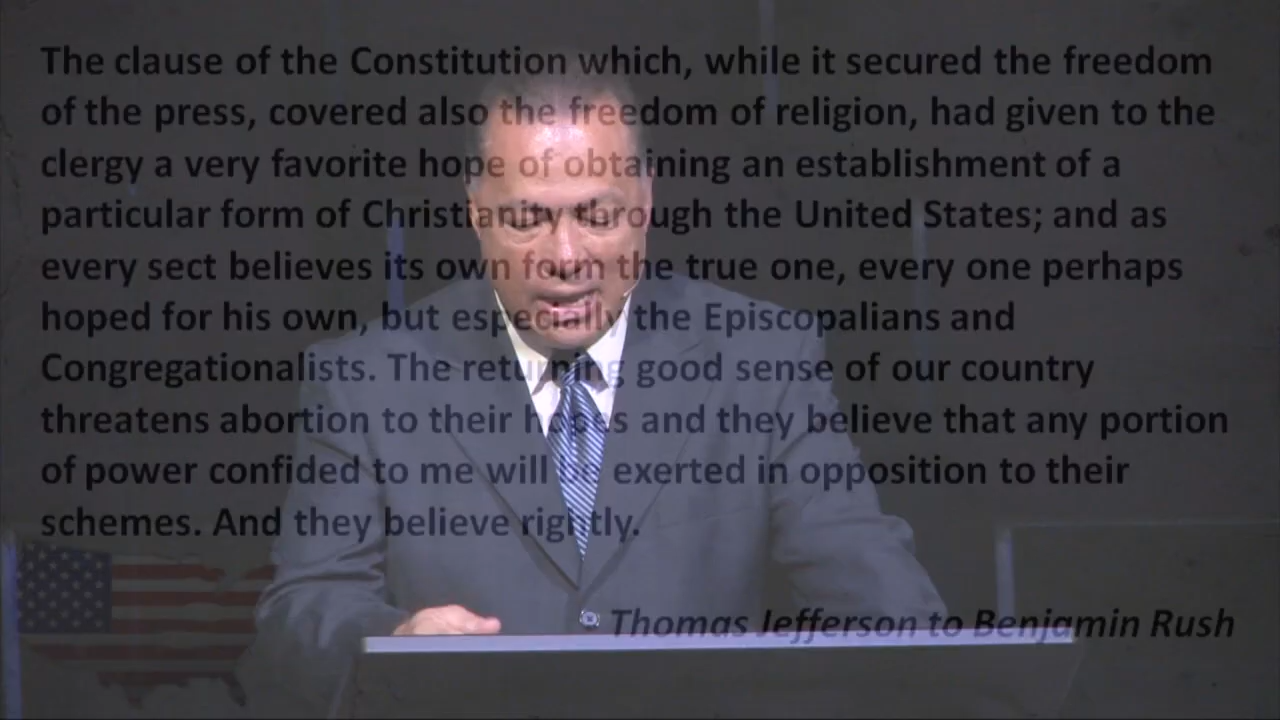 The clause of the Constitution which, while it secured the freedom
of the press, covered also the freedom of religion, had given to the
clergy a very favorite hope of obtaining an establishment of a
particular form of Christianity through the United States; and as
every sect believes its own form the true one, every one perhaps
hoped for his own, but especially the Episcopalians and
Congregationalists. The returning good sense of our country
threatens abortion to their hopes and they believe that any portion
of power confided to me will be exerted in opposition to their
schemes. And they believe rightly.
Thomas Jefferson to Benjamin Rush